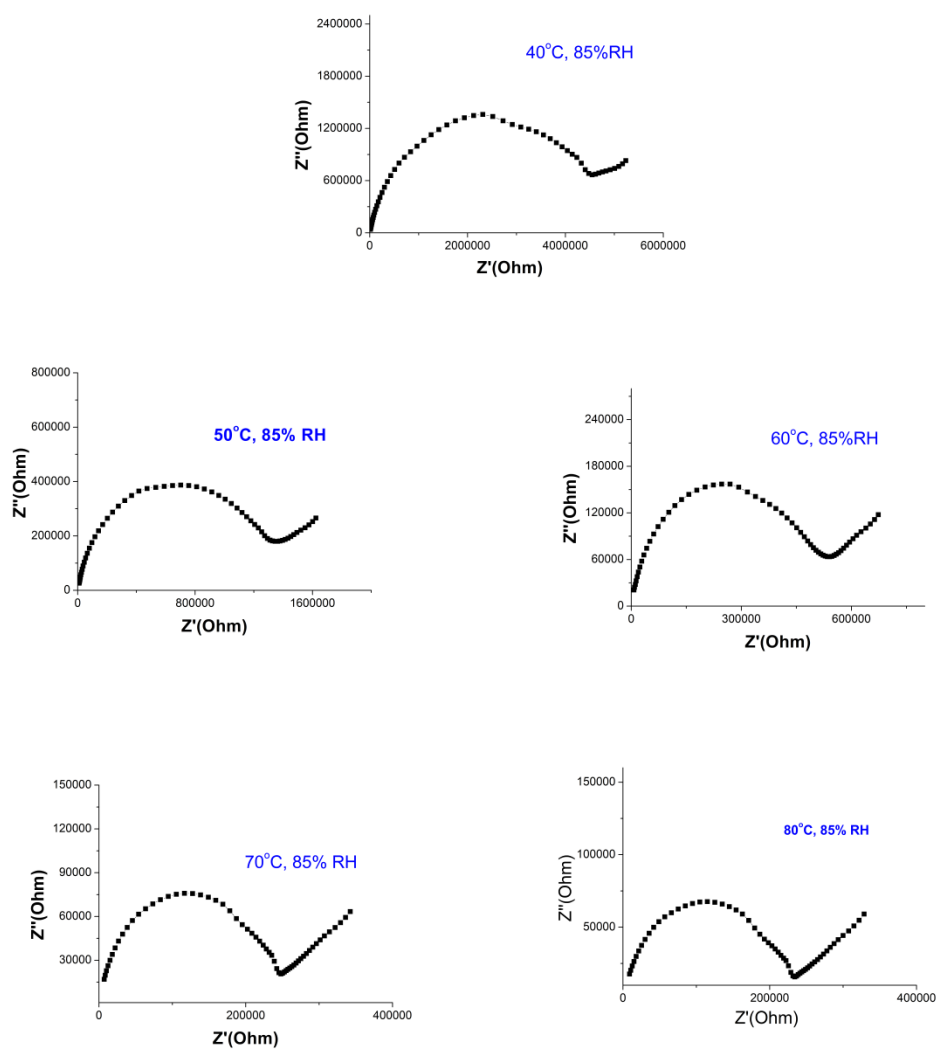 40°C, 85%RH
Z''(Ohm)
2400000
1800000
1200000
600000
0
0
2000000
4000000
6000000
Z'(Ohm)
50°C, 85% RH
Z''(Ohm)
800000
600000
400000
200000
0
0
800000
1600000
Z'(Ohm)
60°C, 85%RH
Z''(Ohm)
240000
180000
120000
60000
0
0
300000
600000
Z'(Ohm)
70°C, 85% RH
Z''(Ohm)
150000
120000
90000
60000
30000
0
200000
400000
Z'(Ohm)
80°C, 85% RH
Z''(Ohm)
150000
100000
50000
0
200000
400000
Z'(Ohm)